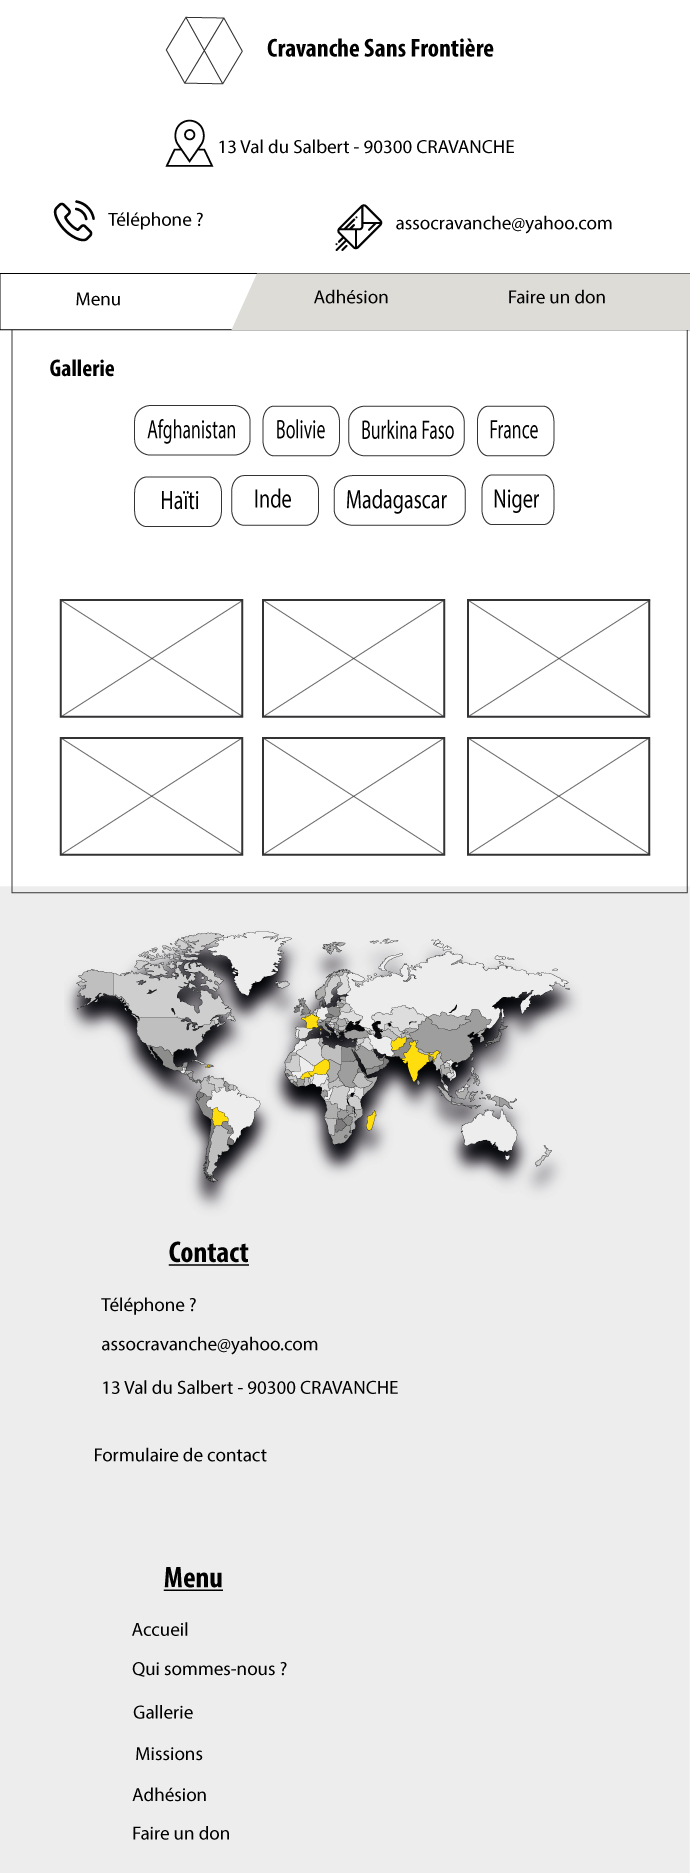 Cravanche Sans Frontière
13 Val du Salbert - 90300 CRAVANCHE
Téléphone ?
assocravanche@yahoo.com
Menu
Adhésion
Faire un don
Gallerie
Afghanistan
Bolivie
Burkina Faso
France
Haïti
Inde
Madagascar
Niger
Contact
Téléphone ?
assocravanche@yahoo.com
13 Val du Salbert - 90300 CRAVANCHE
Formulaire de contact
Menu
Accueil
Qui sommes-nous ?
Gallerie
Missions
Adhésion
Faire un don